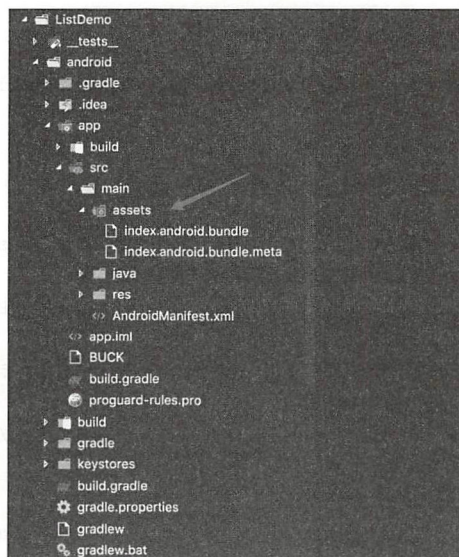 ListDemo
__tests__
android
.gradle
.idea
app
build
src
main
assets
index.android.bundle
index.android.bundle.meta
java
res
AndroidManifest.xml
app.iml
BUCK
build.gradle
proguard-rules.pro
build
gradle
keystores
build.gradle
gradle.properties
gradlew
gradlew.bat